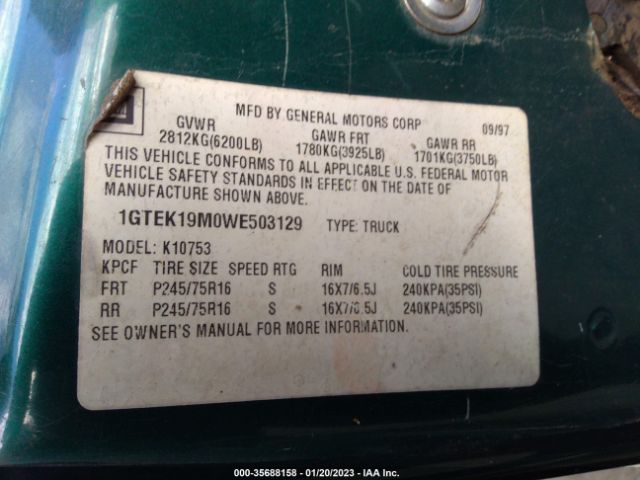 GM
MFD BY GENERAL MOTORS CORP 09/97
GVWR GAWR FRT GAWR RR
2812KG(6200LB) 1780KG(3925LB) 1701KG(3750LB)
THIS VEHICLE CONFORMS TO ALL APPLICABLE U.S. FEDERAL MOTOR
VEHICLE SAFETY STANDARDS IN EFFECT ON THE DATE OF
MANUFACTURE SHOWN ABOVE.
1GTEK19M0WE503129 TYPE: TRUCK
MODEL: K10753
KPCF TIRE SIZE SPEED RTG RIM COLD TIRE PRESSURE
FRT P245/75R16 S 16X7/6.5J 240KPA(35PSI)
RR P245/75R16 S 16X7/6.5J 240KPA(35PSI)
SEE OWNER'S MANUAL FOR MORE INFORMATION.
000-35688158 - 01/20/2023 - IAAI.COM